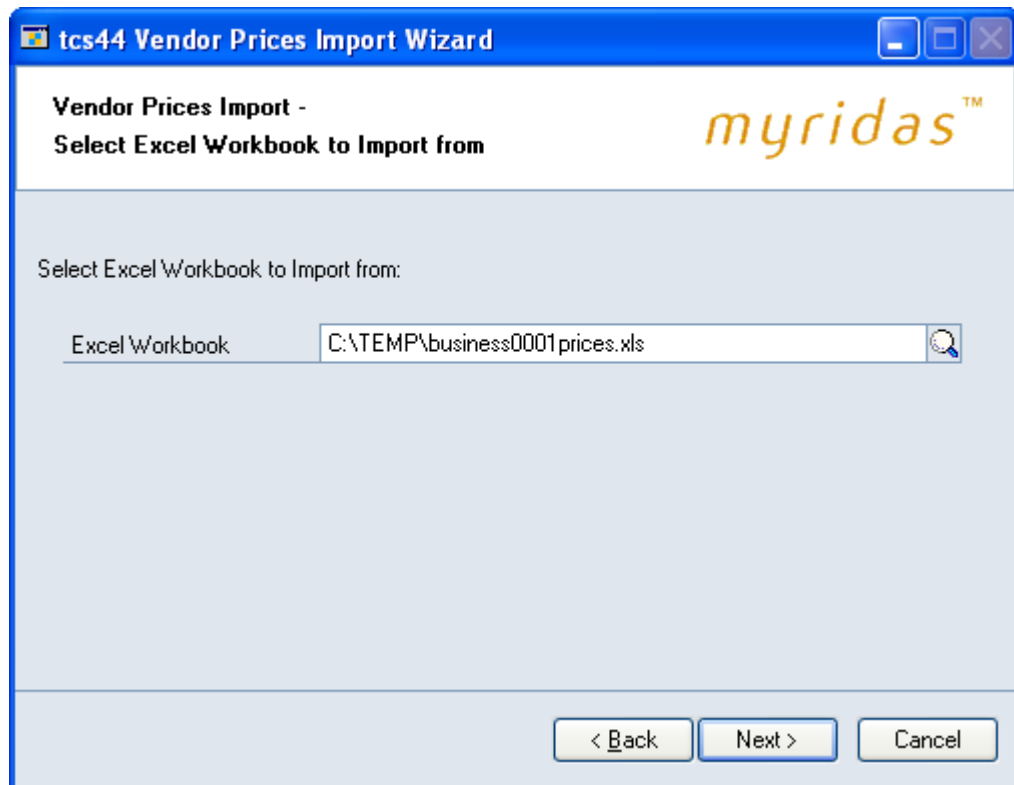 tcs44 Vendor Prices Import Wizard
Vendor Prices Import -
Select Excel Workbook to Import from
myridas™
Select Excel Workbook to Import from:
Excel Workbook C:\TEMP\business0001prices.xls
< Back Next > Cancel